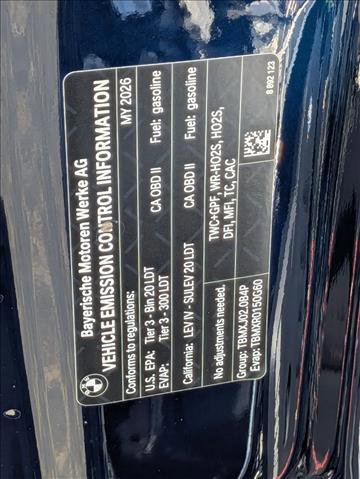 Bayerische Motoren Werke AG
VEHICLE EMISSION CONTROL INFORMATION
Conforms to regulations: MY 2026
U.S. EPA: Tier 3 - Bin 20 LDT CA OBD II Fuel: gasoline
EVAP: Tier 3 - 300 LDT
California: LEV IV - SULEV 20 LDT CA OBD II Fuel: gasoline
No adjustments needed. TWC+GPF, WR-HO2S, HO2S,
DFI, MFI, TC, CAC
Group: TBMXJ02.0B4P
Evap: TBMXR0150G60
8 892 123